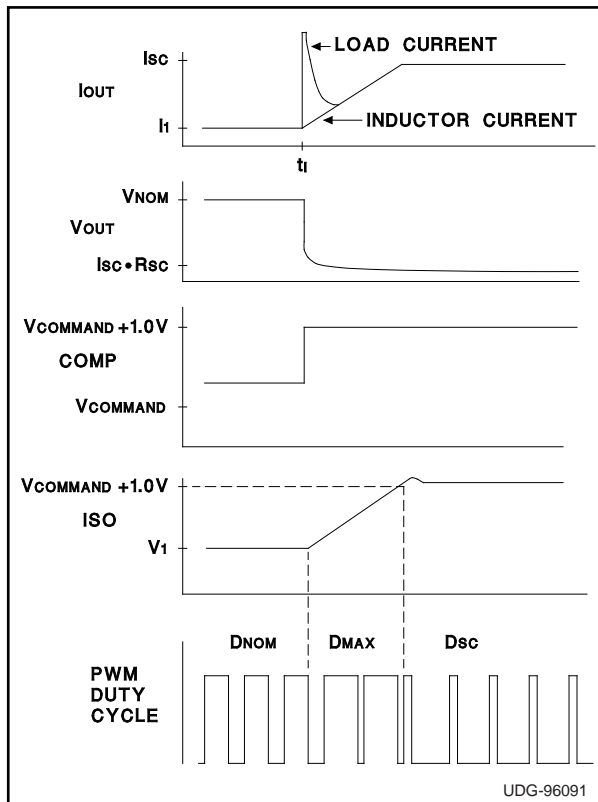 Isc
LOAD CURRENT
IOUT
I1
INDUCTOR CURRENT
tI
VNOM
VOUT
Isc•Rsc
VCOMMAND +1.0V
COMP
VCOMMAND
VCOMMAND +1.0V
ISO
V1
DNOM
DMAX
Dsc
PWM
DUTY
CYCLE
UDG-96091